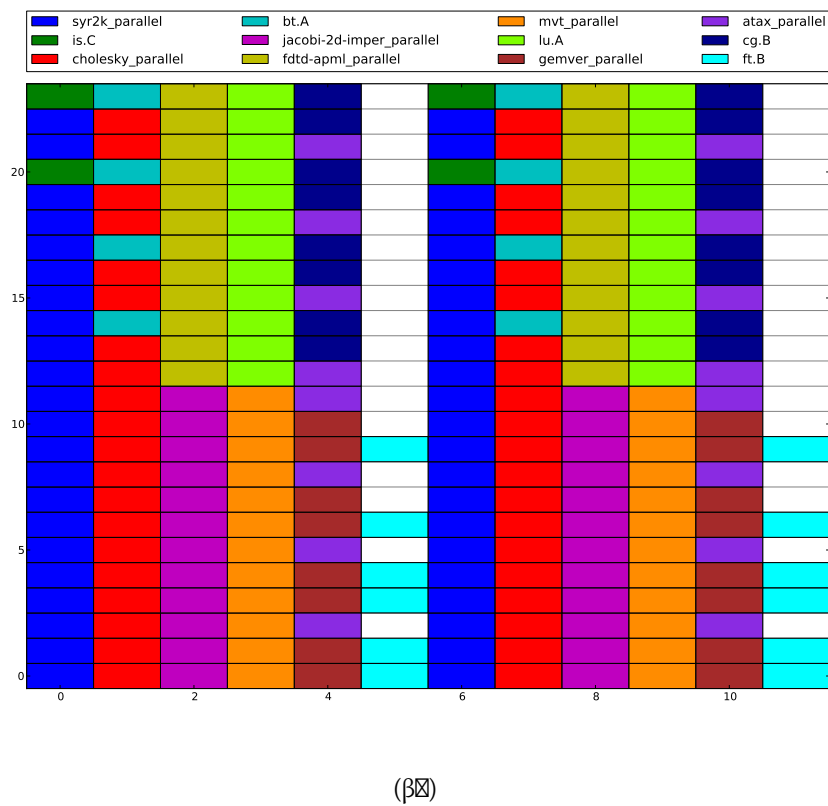 syr2k_parallel bt.A mvt_parallel atax_parallel
is.C jacobi-2d-imper_parallel lu.A cg.B
cholesky_parallel fdtd-apml_parallel gemver_parallel ft.B
20
15
10
5
0
0 2 4 6 8 10
(β)